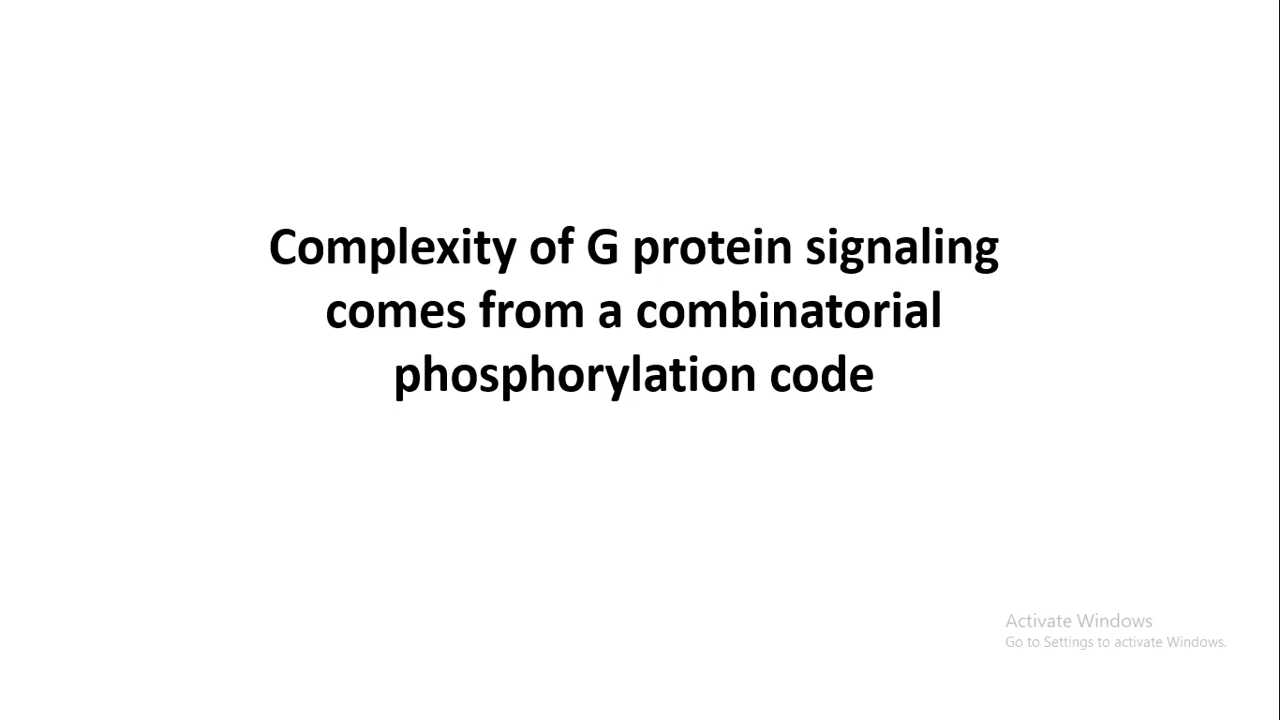 Complexity of G protein signaling
comes from a combinatorial
phosphorylation code
Activate Windows
Go to Settings to activate Windows.